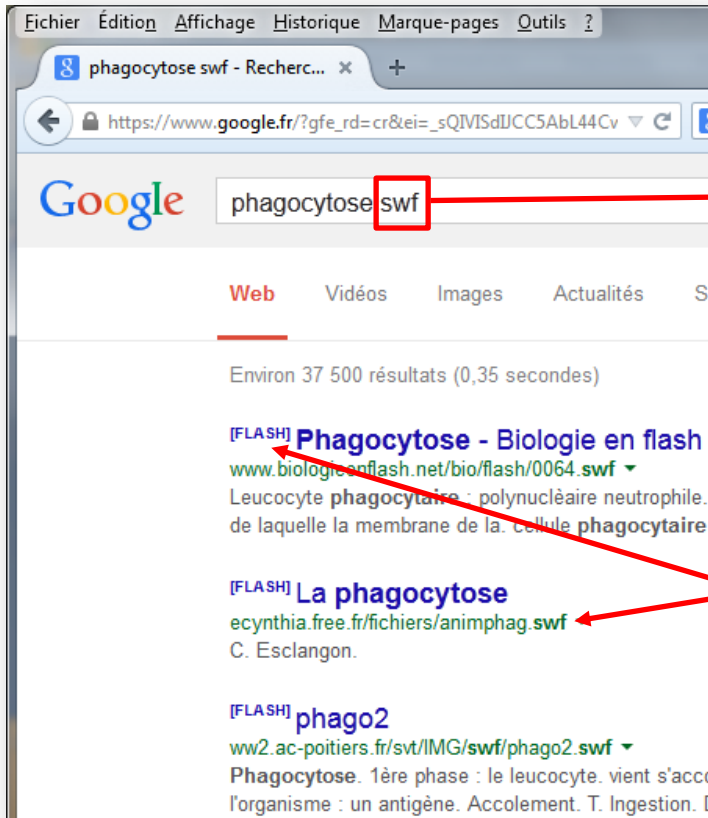 Fichier Édition Affichage Historique Marque-pages Outils ?
8 phagocytose swf - Recherc... × +
https://www.google.fr/?gfe_rd=cr&ei=_sQIVISdIJCC5AbL44Cv
Google phagocytose swf
Web Vidéos Images Actualités S
Environ 37 500 résultats (0,35 secondes)
[FLASH] Phagocytose - Biologie en flash
www.biologieenflash.net/bio/flash/0064.swf
Leucocyte phagocytaire : polynuclèaire neutrophile.
de laquelle la membrane de la. cellule phagocytaire
[FLASH] La phagocytose
ecynthia.free.fr/fichiers/animphag.swf
C. Esclangon.
[FLASH] phago2
ww2.ac-poitiers.fr/svt/IMG/swf/phago2.swf
Phagocytose. 1ère phase : le leucocyte. vient s'acco
l'organisme : un antigène. Accolement. T. Ingestion. D